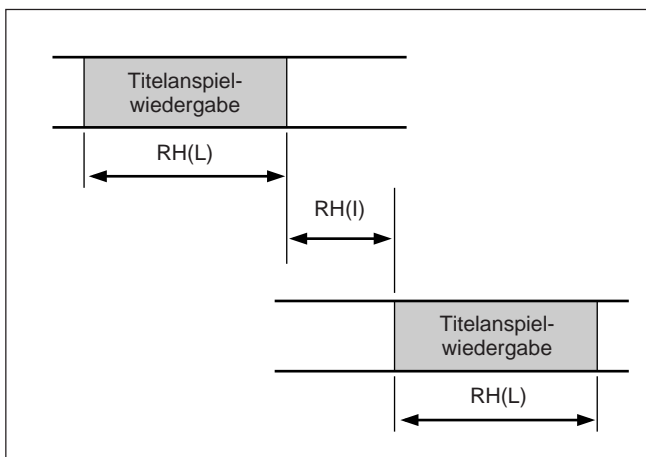 Titelanspiel-
wiedergabe
RH(L)
RH(I)
Titelanspiel-
wiedergabe
RH(L)